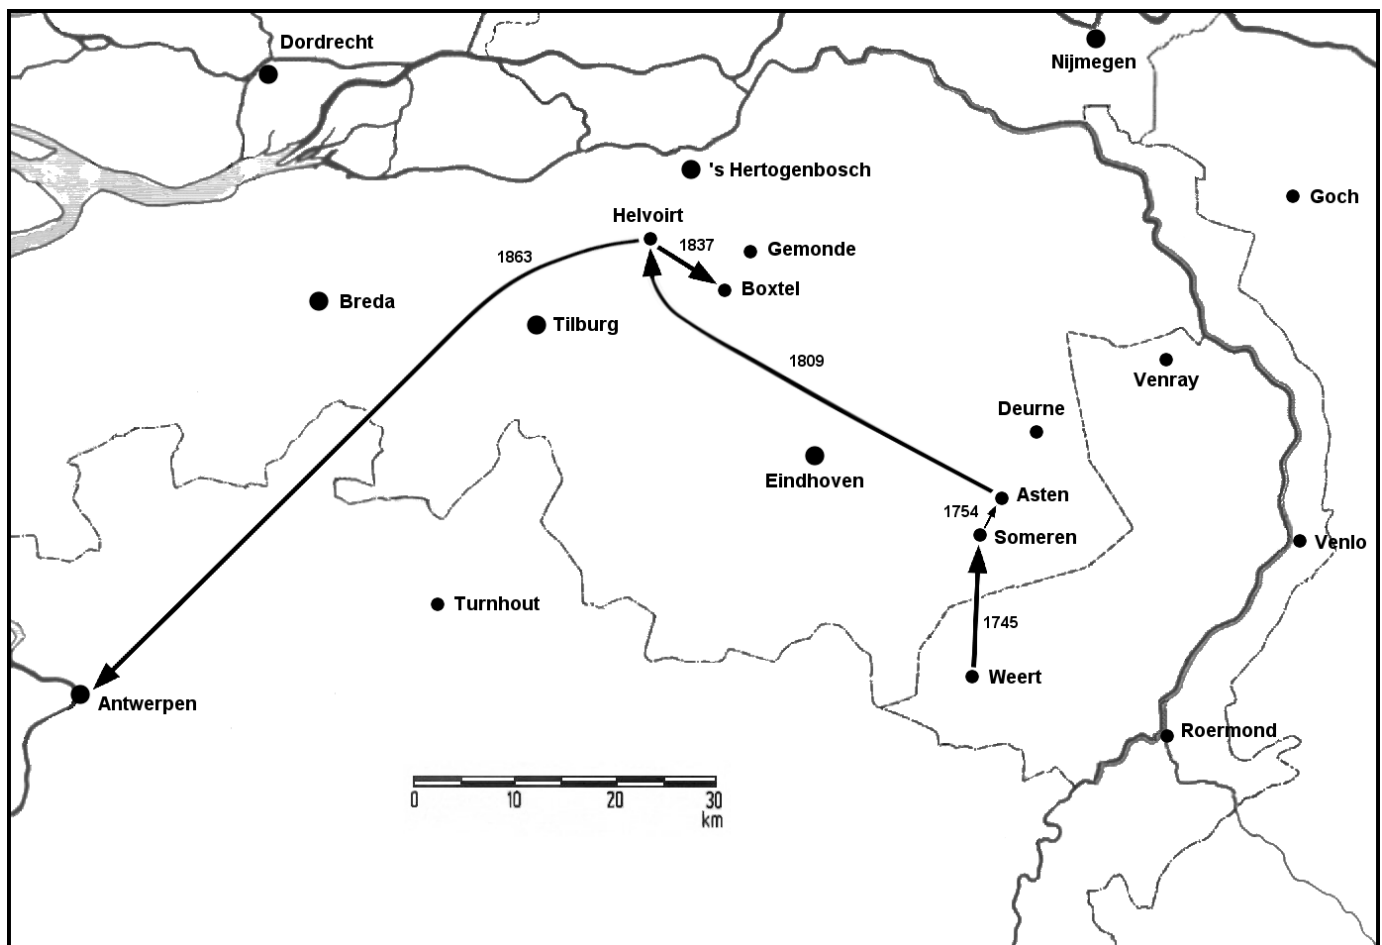 Dordrecht
Nijmegen
's Hertogenbosch
Goch
Helvoirt
1837
Gemonde
1863
Boxtel
Breda
Tilburg
1809
Venray
Deurne
Eindhoven
Asten
1754
Someren
Venlo
Turnhout
1745
Weert
Antwerpen
Roermond
0 10 20 30
km